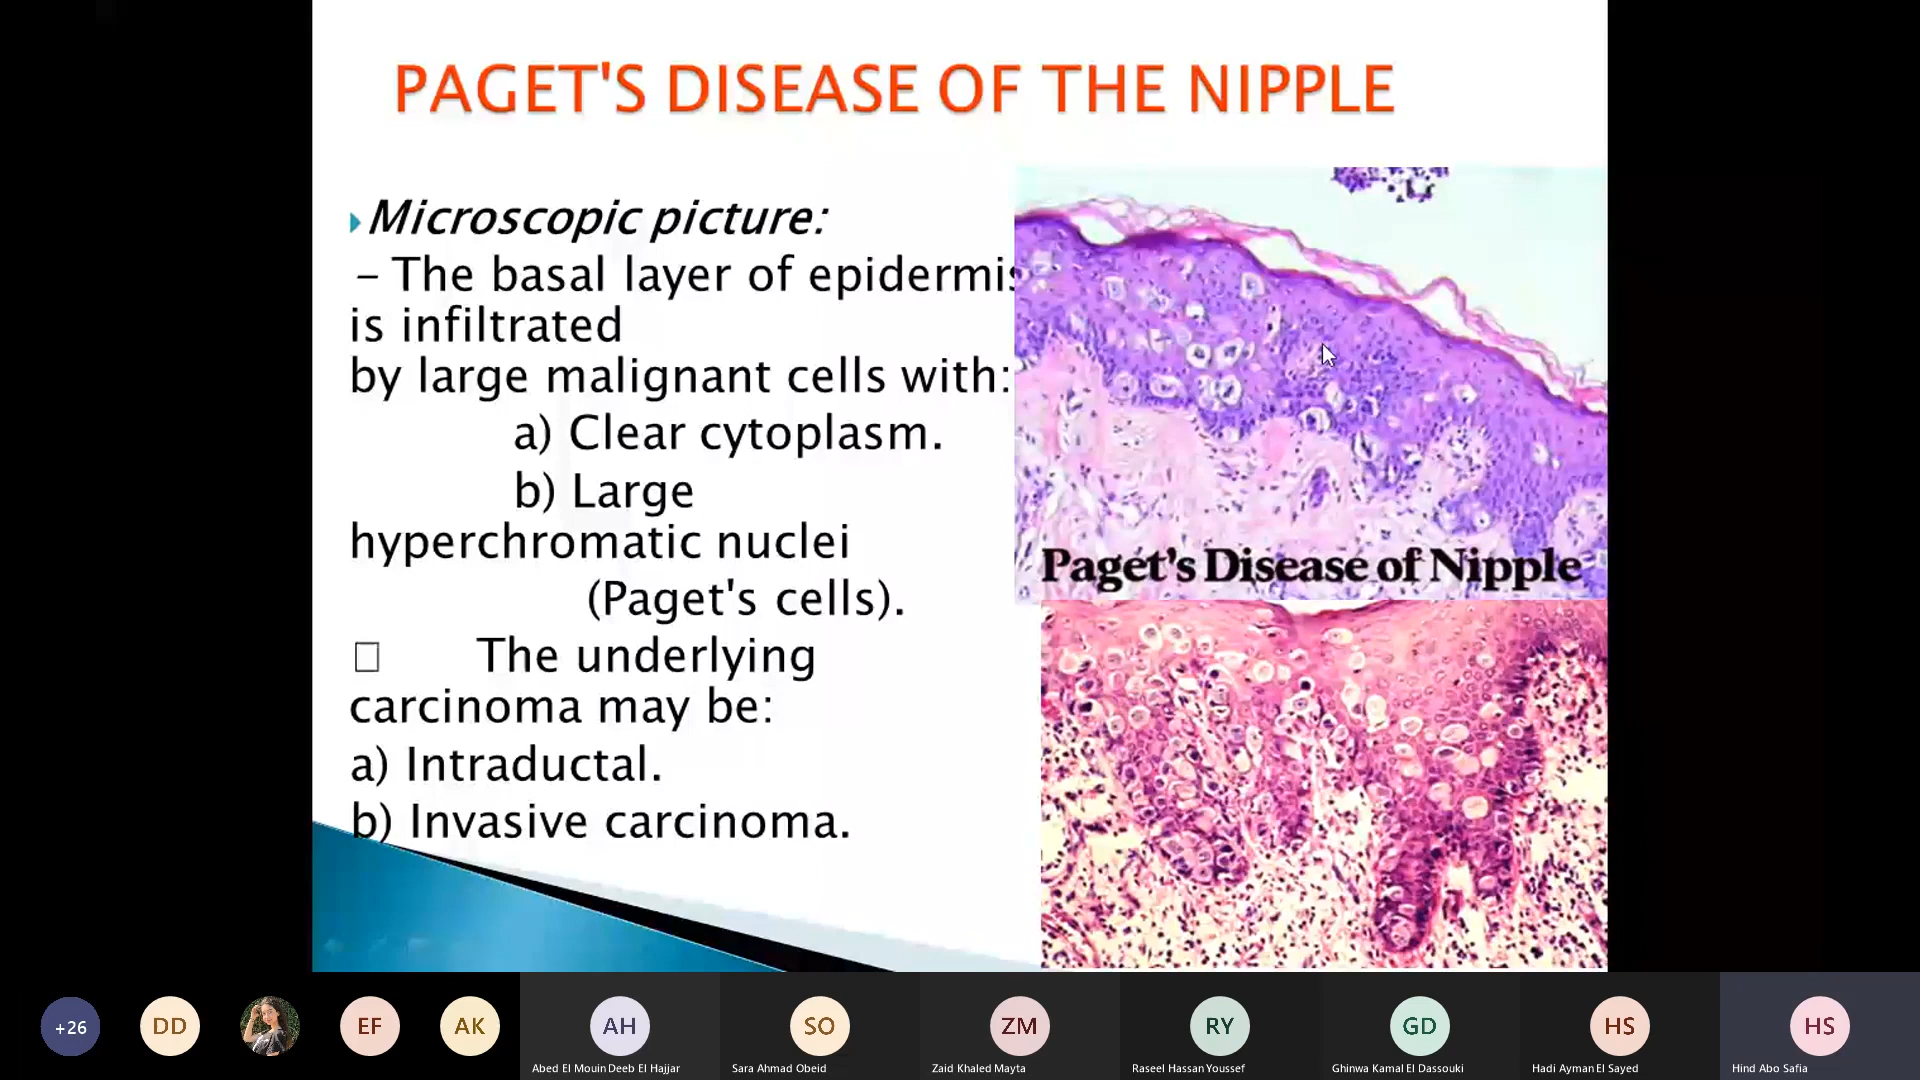 PAGET'S DISEASE OF THE NIPPLE
Microscopic picture:
– The basal layer of epidermis
is infiltrated
by large malignant cells with:
a) Clear cytoplasm.
b) Large
hyperchromatic nuclei
(Paget's cells).
The underlying
carcinoma may be:
a) Intraductal.
b) Invasive carcinoma.
Paget's Disease of Nipple
+26
DD
EF
AK
AH
Abed El Mouin Deeb El Hajjar
SO
Sara Ahmad Obeid
ZM
Zaid Khaled Mayta
RY
Raseel Hassan Youssef
GD
Ghinwa Kamal El Dassouki
HS
Hadi Ayman El Sayed
HS
Hind Abo Safia